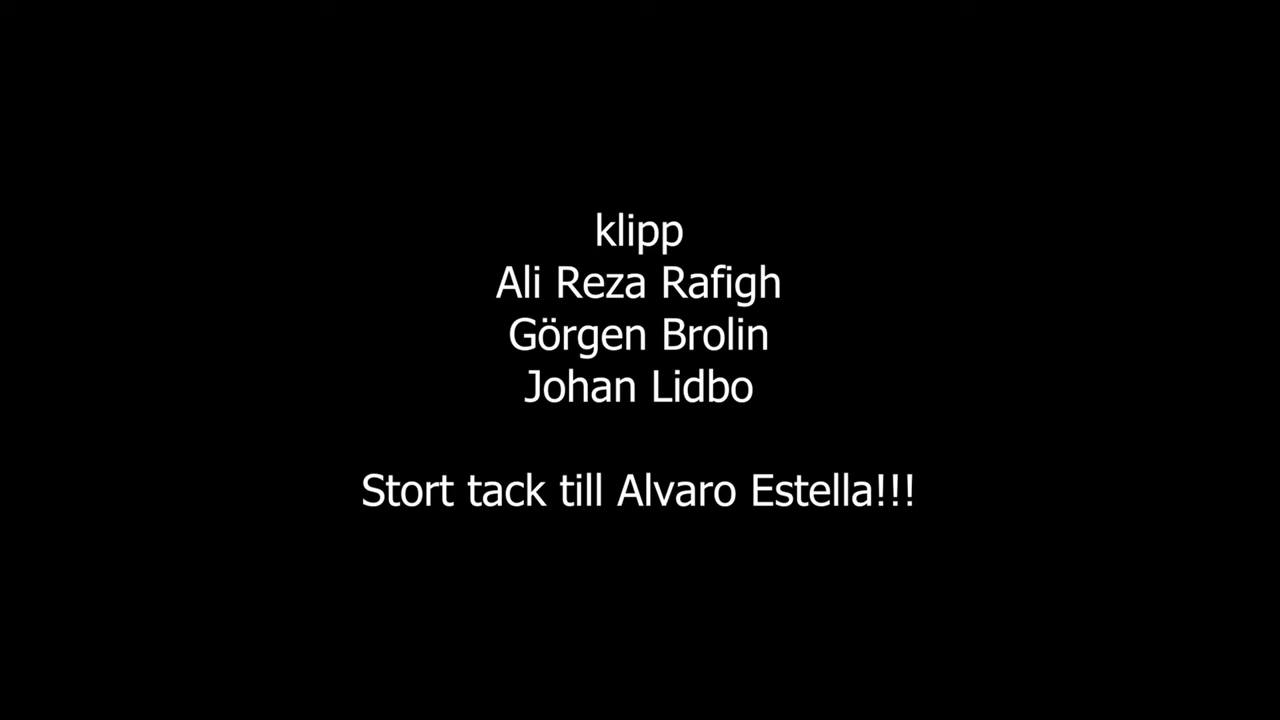 klipp
Ali Reza Rafigh
Görgen Brolin
Johan Lidbo
Stort tack till Alvaro Estella!!!